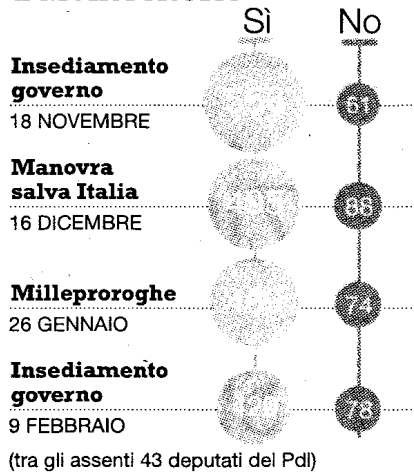 Sì No
Insediamento
governo
18 NOVEMBRE
61
Manovra
salva Italia
16 DICEMBRE
88
Milleproroghe
26 GENNAIO
74
Insediamento
governo
9 FEBBRAIO
78
(tra gli assenti 43 deputati del Pdl)